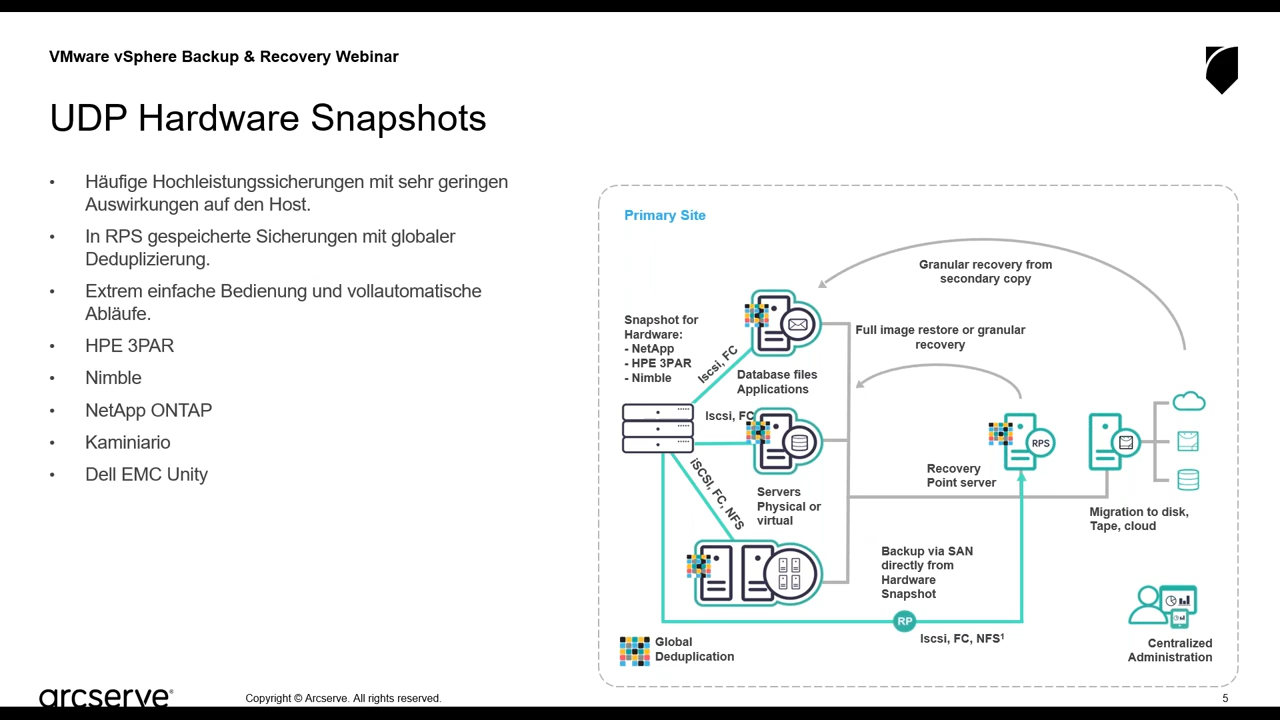 VMware vSphere Backup & Recovery Webinar
UDP Hardware Snapshots
• Häufige Hochleistungssicherungen mit sehr geringen
Auswirkungen auf den Host.
• In RPS gespeicherte Sicherungen mit globaler
Deduplizierung.
• Extrem einfache Bedienung und vollautomatische
Abläufe.
• HPE 3PAR
• Nimble
• NetApp ONTAP
• Kaminiario
• Dell EMC Unity
Primary Site
Granular recovery from
secondary copy
Snapshot for
Hardware:
- NetApp
- HPE 3PAR
- Nimble
Iscsi, FC
Full image restore or granular
recovery
Database files
Applications
Iscsi, FC
iSCSI, FC, NFS
RPS
Recovery
Point server
Servers
Physical or
virtual
Migration to disk,
Tape, cloud
Backup via SAN
directly from
Hardware
Snapshot
RP
Iscsi, FC, NFS¹
Global
Deduplication
Centralized
Administration
arcserve®
Copyright © Arcserve. All rights reserved.
5